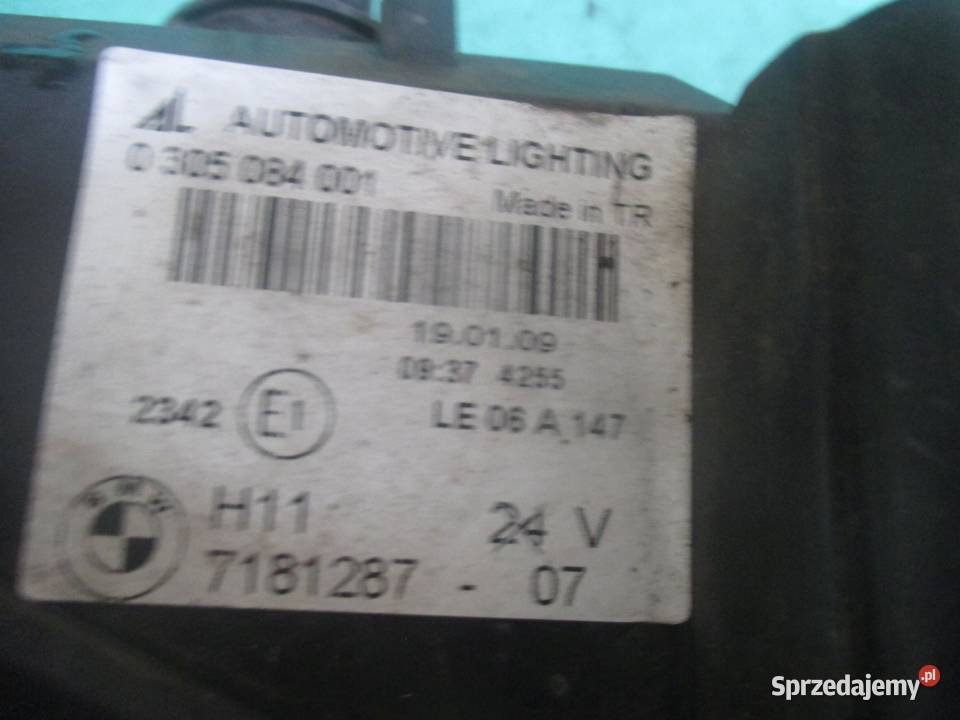 AL AUTOMOTIVE LIGHTING
0 305 084 001
Made in TR
19.01.09
09:37 4255
2342 E1 LE 06 A 147
BMW H11 24 V
7181287 - 07
Sprzedajemy.pl